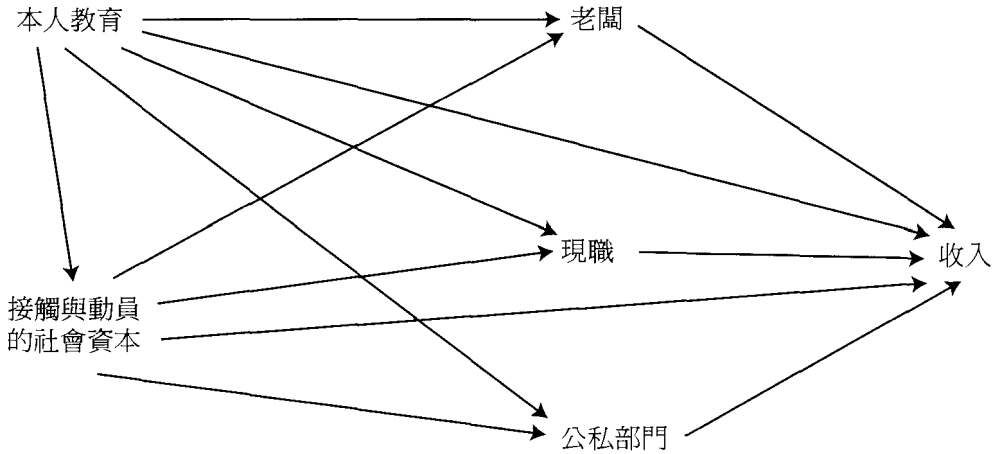 本人教育
老闆
現職
收入
接觸與動員
的社會資本
公私部門